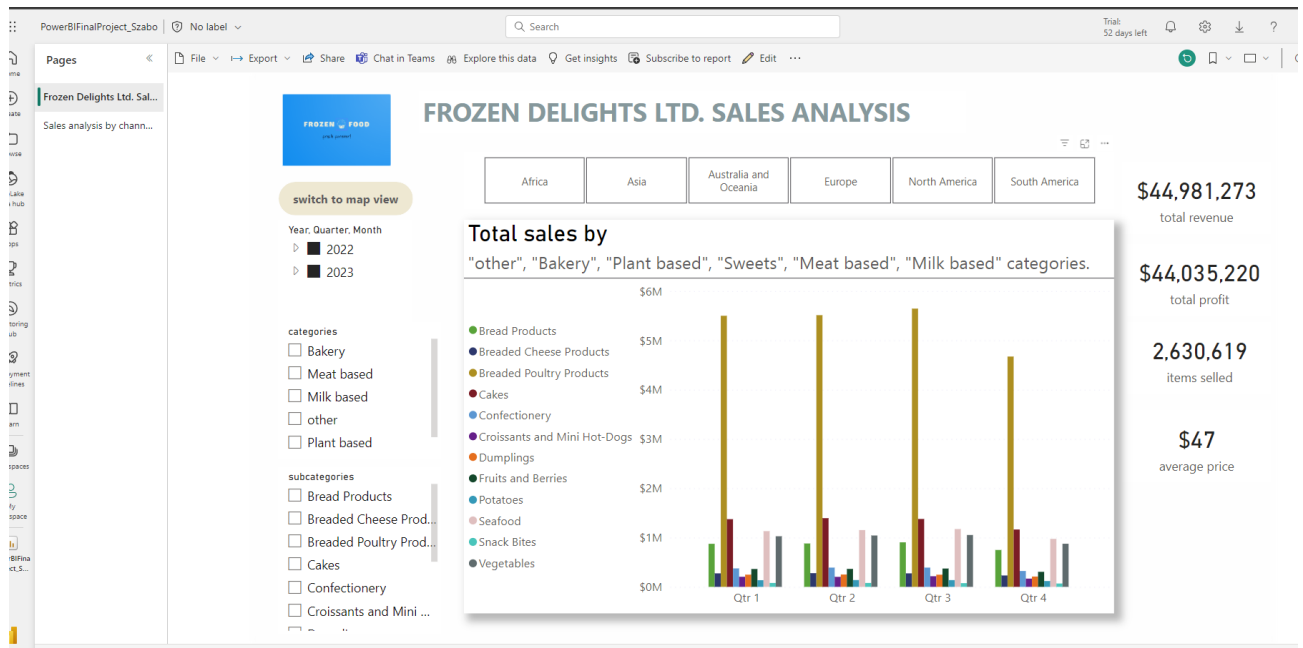 PowerBIFinalProject_Szabo
No label
Search
Trial:
52 days left
Pages
File
Export
Share
Chat in Teams
Explore this data
Get insights
Subscribe to report
Edit
Frozen Delights Ltd. Sal...
Sales analysis by chann...
FROZEN FOOD
FROZEN DELIGHTS LTD. SALES ANALYSIS
switch to map view
Africa
Asia
Australia and
Oceania
Europe
North America
South America
Year, Quarter, Month
2022
2023
categories
Bakery
Meat based
Milk based
other
Plant based
subcategories
Bread Products
Breaded Cheese Prod...
Breaded Poultry Prod...
Cakes
Confectionery
Croissants and Mini ...
Total sales by
"other", "Bakery", "Plant based", "Sweets", "Meat based", "Milk based" categories.
Bread Products
Breaded Cheese Products
Breaded Poultry Products
Cakes
Confectionery
Croissants and Mini Hot-Dogs
Dumplings
Fruits and Berries
Potatoes
Seafood
Snack Bites
Vegetables
$6M
$5M
$4M
$3M
$2M
$1M
$0M
Qtr 1
Qtr 2
Qtr 3
Qtr 4
$44,981,273
total revenue
$44,035,220
total profit
2,630,619
items sold
$47
average price